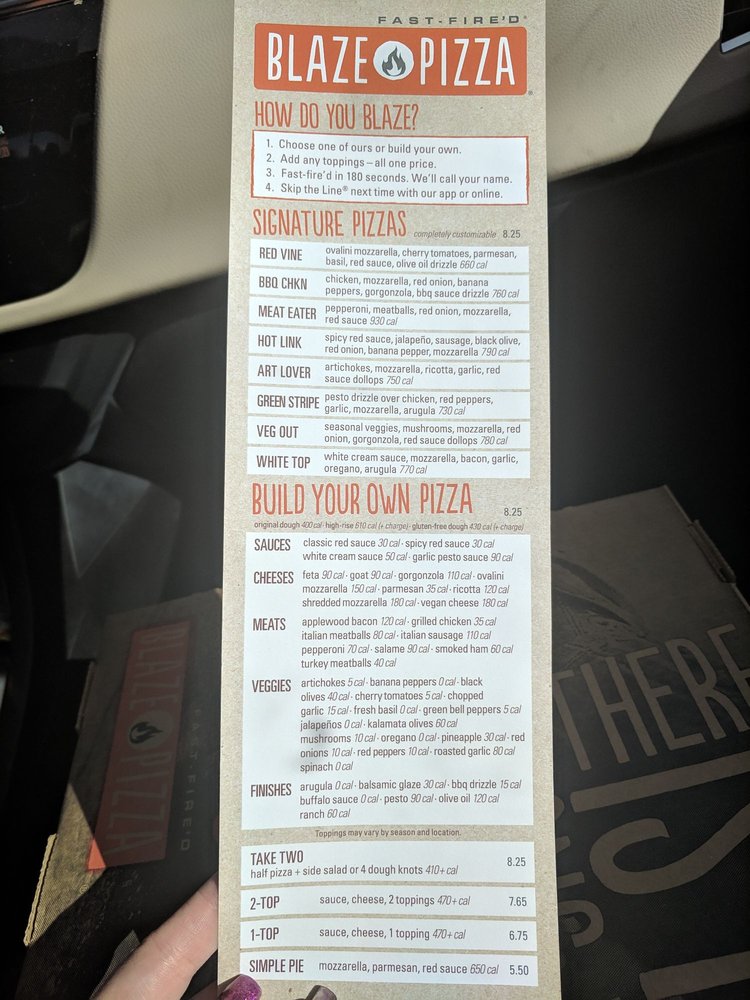 FAST-FIRE'D®
BLAZE PIZZA®
HOW DO YOU BLAZE?
1. Choose one of ours or build your own.
2. Add any toppings – all one price.
3. Fast-fire'd in 180 seconds. We'll call your name.
4. Skip the Line® next time with our app or online.
SIGNATURE PIZZAS completely customizable 8.25
RED VINE ovalini mozzarella, cherry tomatoes, parmesan,
basil, red sauce, olive oil drizzle 660 cal
BBQ CHKN chicken, mozzarella, red onion, banana
peppers, gorgonzola, bbq sauce drizzle 760 cal
MEAT EATER pepperoni, meatballs, red onion, mozzarella,
red sauce 930 cal
HOT LINK spicy red sauce, jalapeño, sausage, black olive,
red onion, banana pepper, mozzarella 790 cal
ART LOVER artichokes, mozzarella, ricotta, garlic, red
sauce dollops 750 cal
GREEN STRIPE pesto drizzle over chicken, red peppers,
garlic, mozzarella, arugula 730 cal
VEG OUT seasonal veggies, mushrooms, mozzarella, red
onion, gorgonzola, red sauce dollops 780 cal
WHITE TOP white cream sauce, mozzarella, bacon, garlic,
oregano, arugula 770 cal
BUILD YOUR OWN PIZZA 8.25
original dough 400 cal · high-rise 610 cal (+ charge) · gluten-free dough 430 cal (+ charge)
SAUCES classic red sauce 30 cal · spicy red sauce 30 cal
white cream sauce 50 cal · garlic pesto sauce 90 cal
CHEESES feta 90 cal · goat 90 cal · gorgonzola 110 cal · ovalini
mozzarella 150 cal · parmesan 35 cal · ricotta 120 cal
shredded mozzarella 180 cal · vegan cheese 180 cal
MEATS applewood bacon 120 cal · grilled chicken 35 cal
italian meatballs 80 cal · italian sausage 110 cal
pepperoni 70 cal · salame 90 cal · smoked ham 60 cal
turkey meatballs 40 cal
VEGGIES artichokes 5 cal · banana peppers 0 cal · black
olives 40 cal · cherry tomatoes 5 cal · chopped
garlic 15 cal · fresh basil 0 cal · green bell peppers 5 cal
jalapeños 0 cal · kalamata olives 60 cal
mushrooms 10 cal · oregano 0 cal · pineapple 30 cal · red
onions 10 cal · red peppers 10 cal · roasted garlic 80 cal
spinach 0 cal
FINISHES arugula 0 cal · balsamic glaze 30 cal · bbq drizzle 15 cal
buffalo sauce 0 cal · pesto 90 cal · olive oil 120 cal
ranch 60 cal
Toppings may vary by season and location.
TAKE TWO
half pizza + side salad or 4 dough knots 410+ cal 8.25
2-TOP sauce, cheese, 2 toppings 470+ cal 7.65
1-TOP sauce, cheese, 1 topping 470+ cal 6.75
SIMPLE PIE mozzarella, parmesan, red sauce 650 cal 5.50
BLAZE PIZZA
FAST-FIRE'D
THERE